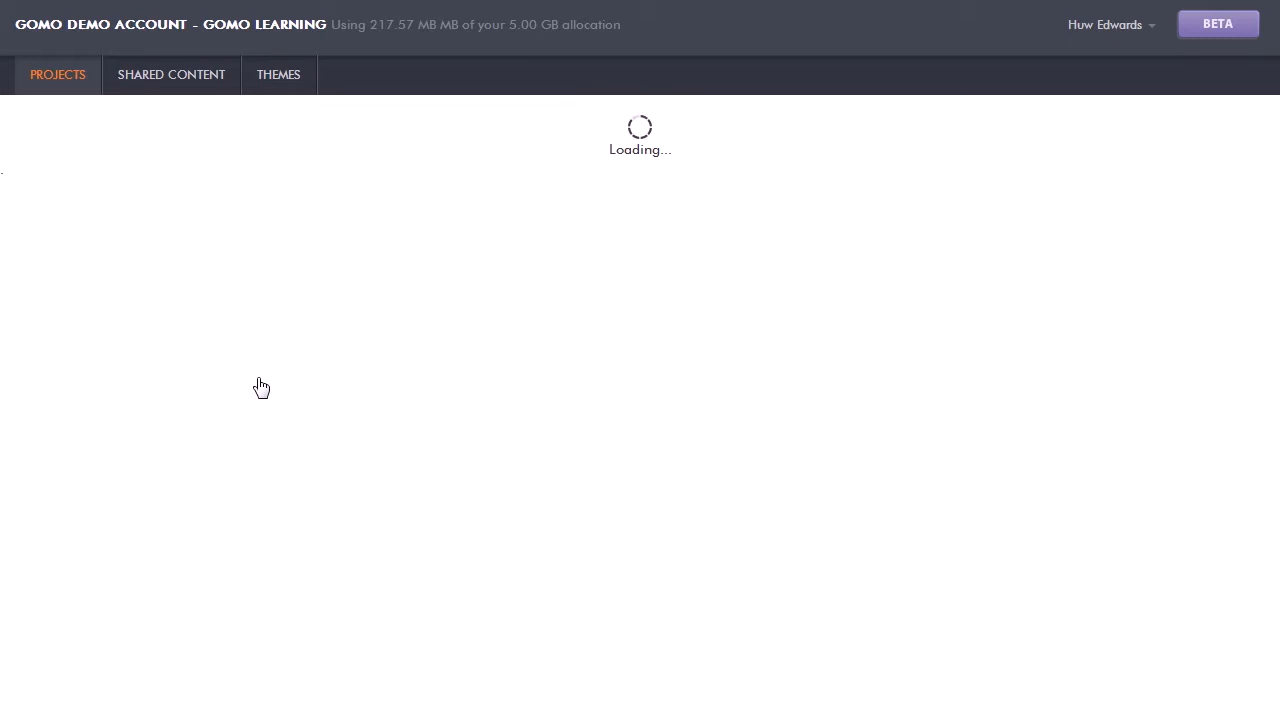 GOMO DEMO ACCOUNT - GOMO LEARNING Using 217.57 MB MB of your 5.00 GB allocation
Huw Edwards
BETA
PROJECTS
SHARED CONTENT
THEMES
Loading...
.